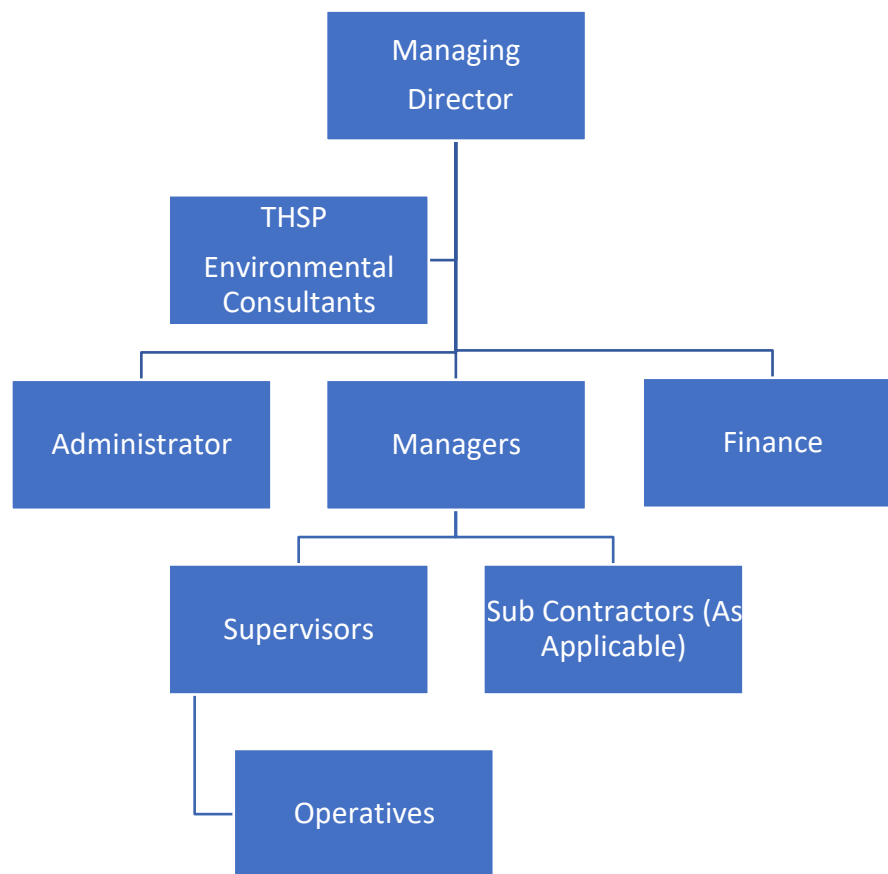 Managing
Director
THSP
Environmental
Consultants
Administrator
Managers
Finance
Supervisors
Sub Contractors (As
Applicable)
Operatives